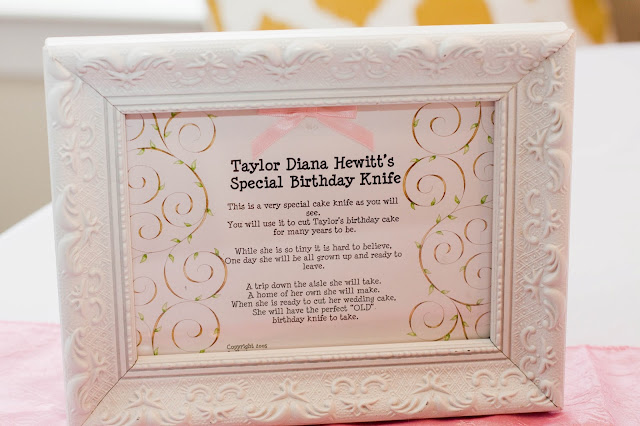 Taylor Diana Hewitt's
Special Birthday Knife
This is a very special cake knife as you will
see.
You will use it to cut Taylor's birthday cake
for many years to be.
While she is so tiny it is hard to believe,
One day she will be all grown up and ready to
leave.
A trip down the aisle she will take.
A home of her own she will make.
When she is ready to cut her wedding cake,
She will have the perfect "OLD"
birthday knife to take.
Copyright 2005